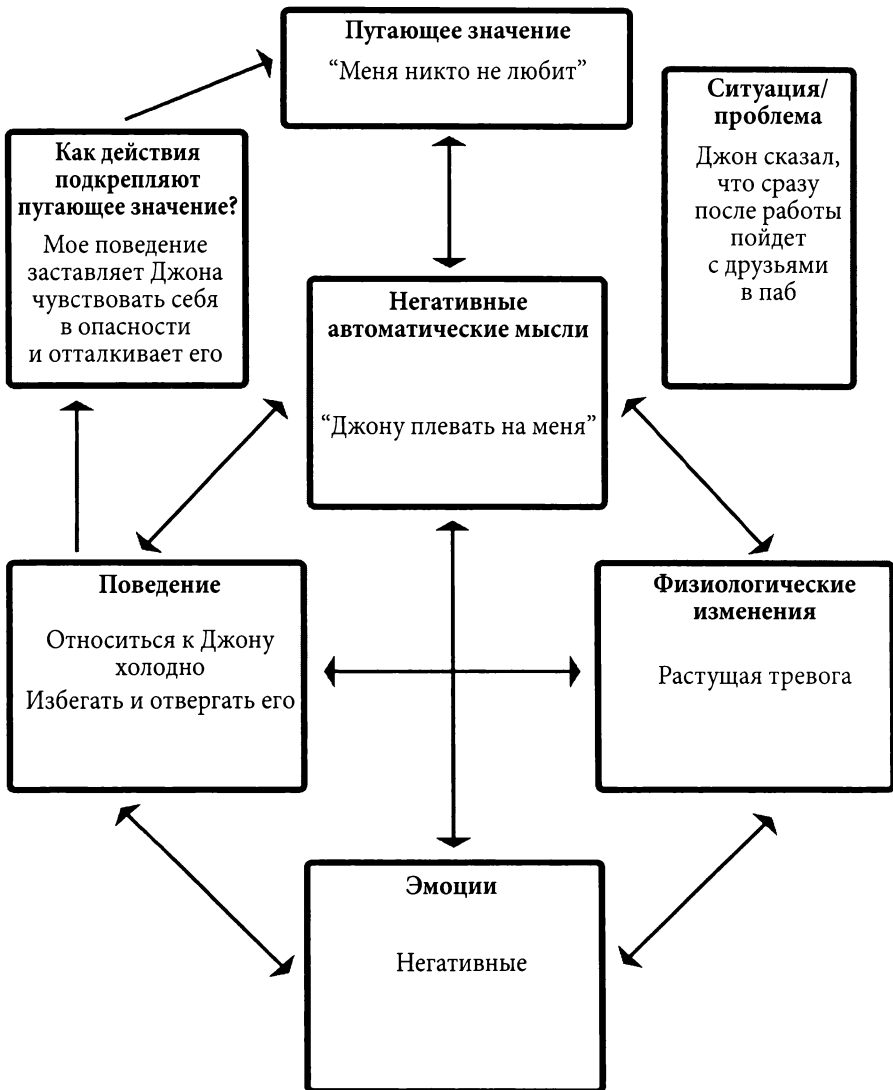 Пугающее значение
“Меня никто не любит”
Ситуация/
проблема
Джон сказал,
что сразу
после работы
пойдет
с друзьями
в паб
Как действия
подкрепляют
пугающее значение?
Мое поведение
заставляет Джона
чувствовать себя
в опасности
и отталкивает его
Негативные
автоматические мысли
“Джону плевать на меня”
Поведение
Относиться к Джону
холодно
Избегать и отвергать его
Физиологические
изменения
Растущая тревога
Эмоции
Негативные